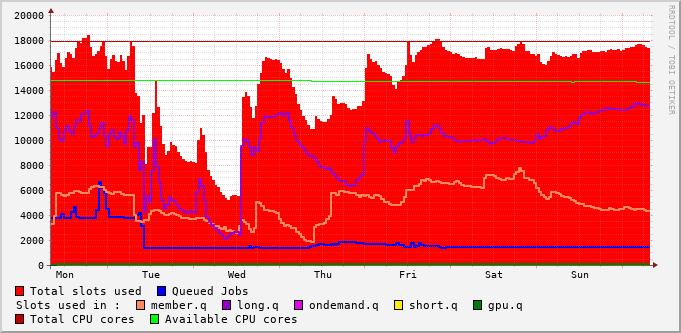 20000
18000
16000
14000
12000
10000
8000
6000
4000
2000
0
Mon Tue Wed Thu Fri Sat Sun
RRDTOOL / TOBI OETIKER
Total slots used Queued Jobs
Slots used in : member.q long.q ondemand.q short.q gpu.q
Total CPU cores Available CPU cores